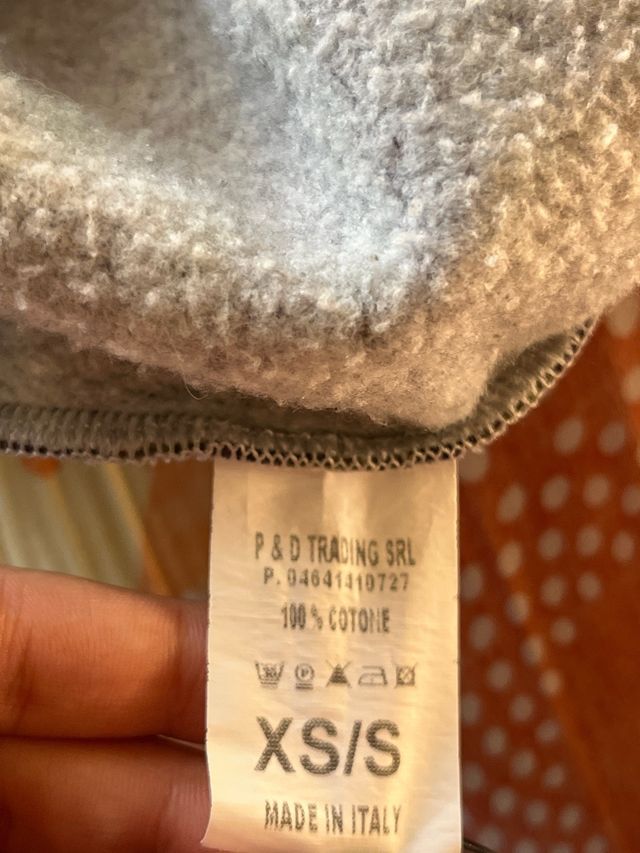 P & D TRADING SRL
P. 04641410727
100 % COTONE
P
XS/S
MADE IN ITALY